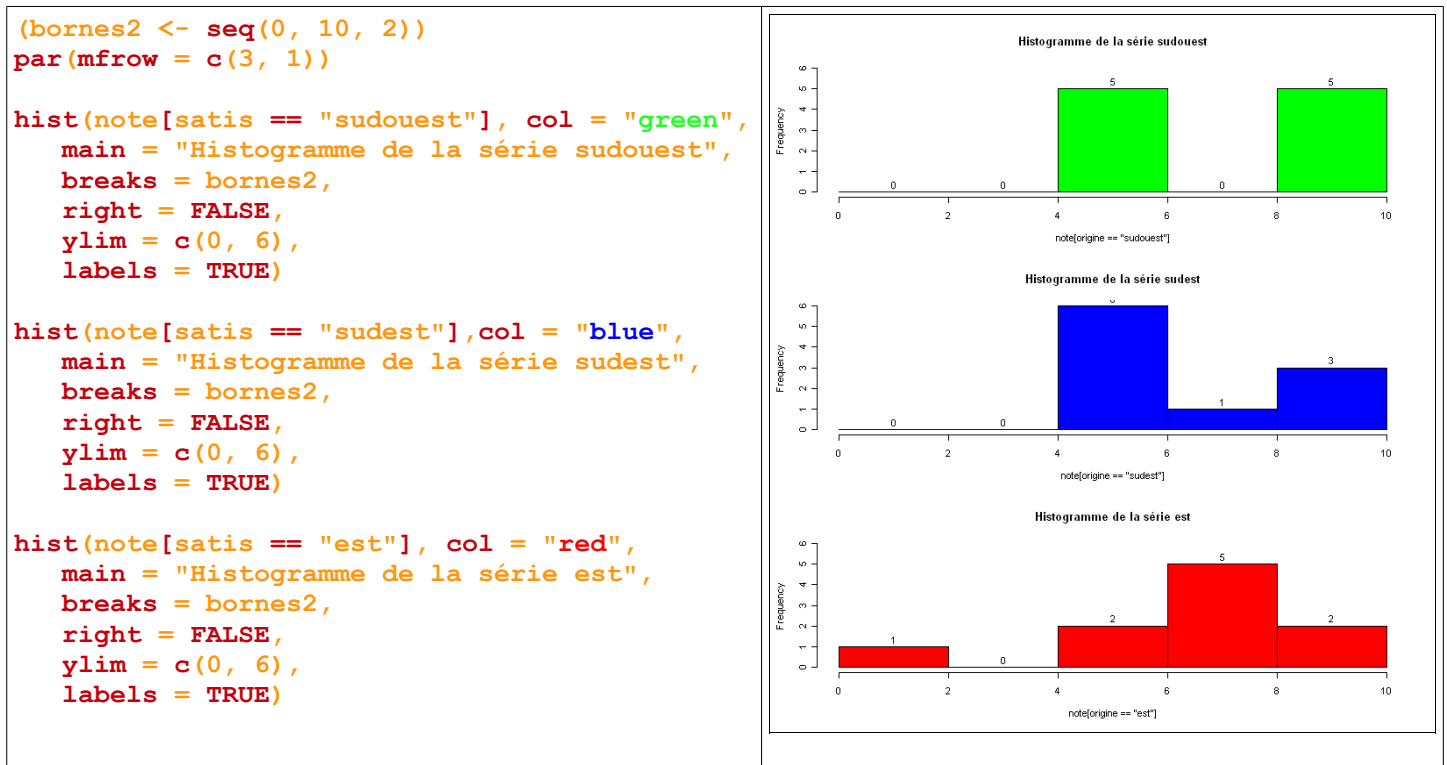 (bornes2 <- seq(0, 10, 2))
par(mfrow = c(3, 1))
hist(note[satis == "sudouest"], col = "green",
main = "Histogramme de la série sudouest",
breaks = bornes2,
right = FALSE,
ylim = c(0, 6),
labels = TRUE)
hist(note[satis == "sudest"],col = "blue",
main = "Histogramme de la série sudest",
breaks = bornes2,
right = FALSE,
ylim = c(0, 6),
labels = TRUE)
hist(note[satis == "est"], col = "red",
main = "Histogramme de la série est",
breaks = bornes2,
right = FALSE,
ylim = c(0, 6),
labels = TRUE)
Histogramme de la série sudouest
Frequency
0 1 2 3 4 5 6
0 0 5 0 5
0 2 4 6 8 10
note[origine == "sudouest"]
Histogramme de la série sudest
Frequency
0 1 2 3 4 5 6
0 0 1 3
0 2 4 6 8 10
note[origine == "sudest"]
Histogramme de la série est
Frequency
0 1 2 3 4 5 6
1 0 2 5 2
0 2 4 6 8 10
note[origine == "est"]